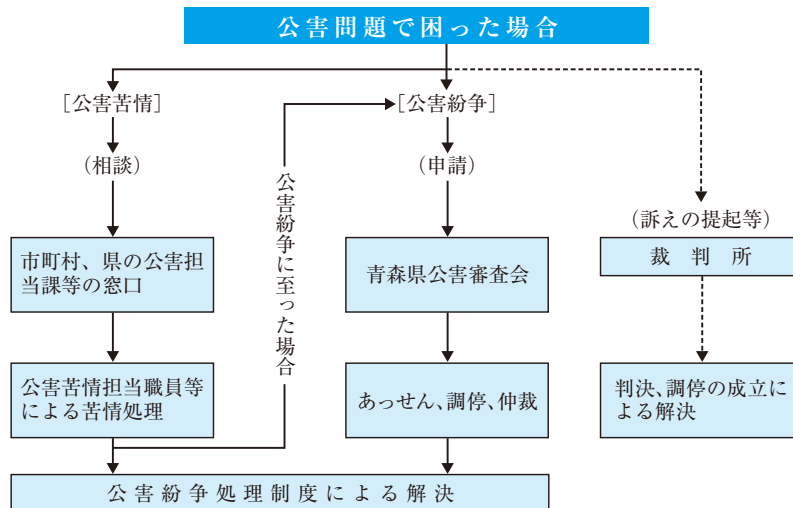 公害問題で困った場合
［公害苦情］
［公害紛争］
（相談）
（申請）
（訴えの提起等）
公害紛争に至った場合
市町村、県の公害担
当課等の窓口
青森県公害審査会
裁判所
公害苦情担当職員等
による苦情処理
あっせん、調停、仲裁
判決、調停の成立に
よる解決
公害紛争処理制度による解決